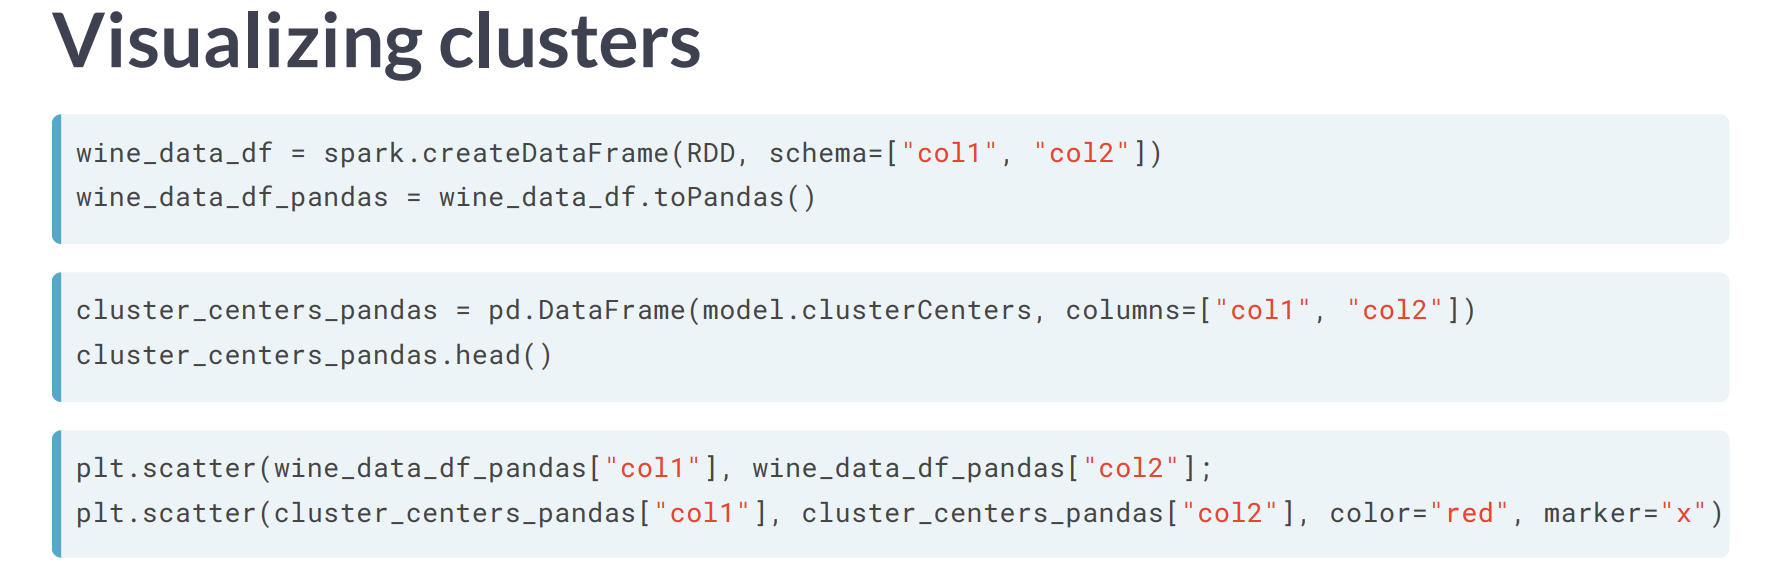 Visualizing clusters
wine_data_df = spark.createDataFrame(RDD, schema=["col1", "col2"])
wine_data_df_pandas = wine_data_df.toPandas()
cluster_centers_pandas = pd.DataFrame(model.clusterCenters, columns=["col1", "col2"])
cluster_centers_pandas.head()
plt.scatter(wine_data_df_pandas["col1"], wine_data_df_pandas["col2"];
plt.scatter(cluster_centers_pandas["col1"], cluster_centers_pandas["col2"], color="red", marker="x")